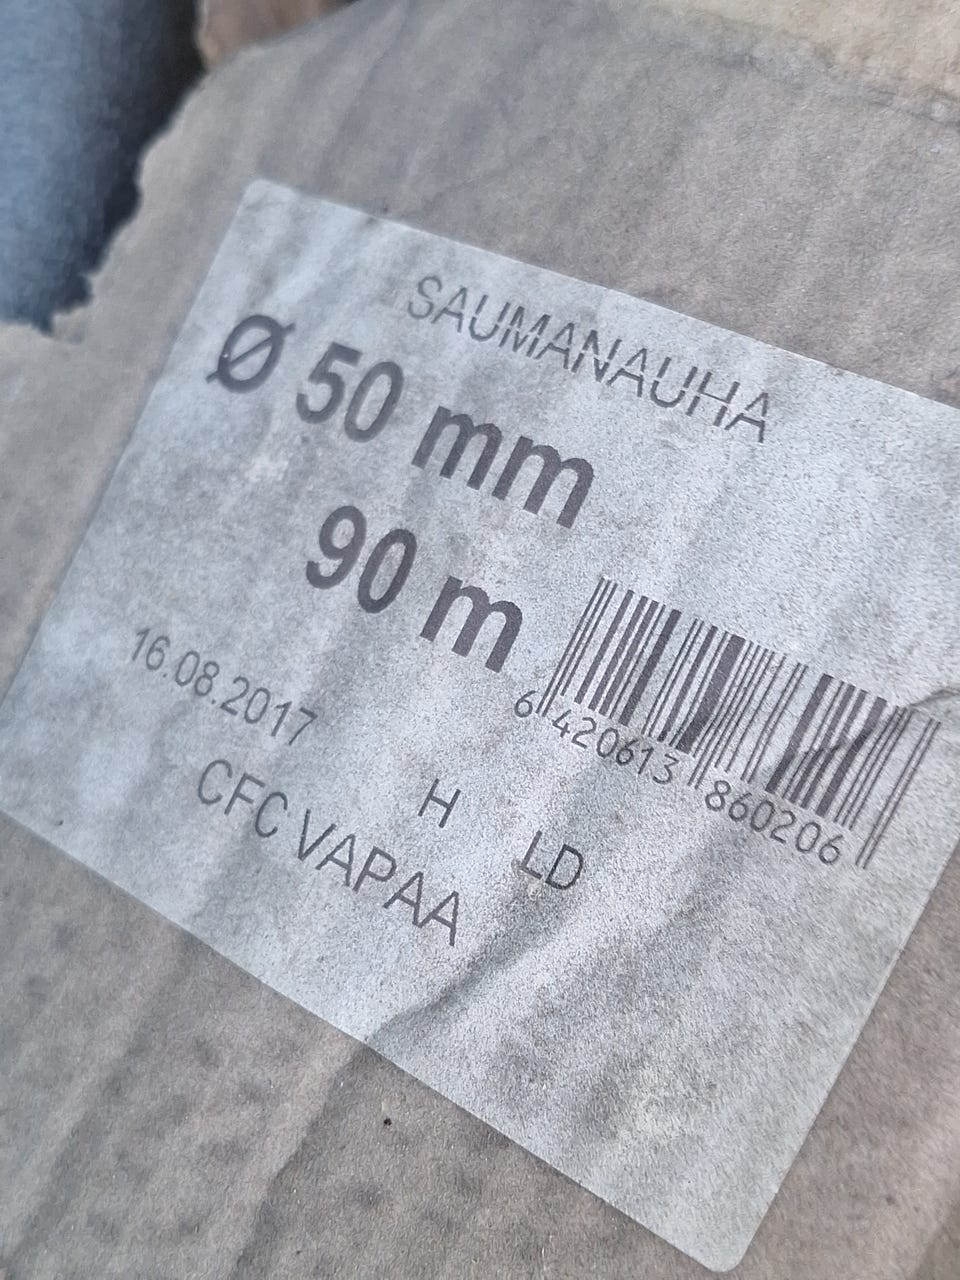 SAUMANAUHA
Ø 50 mm
90 m
6 420613 860206
16.08.2017
H LD
CFC VAPAA